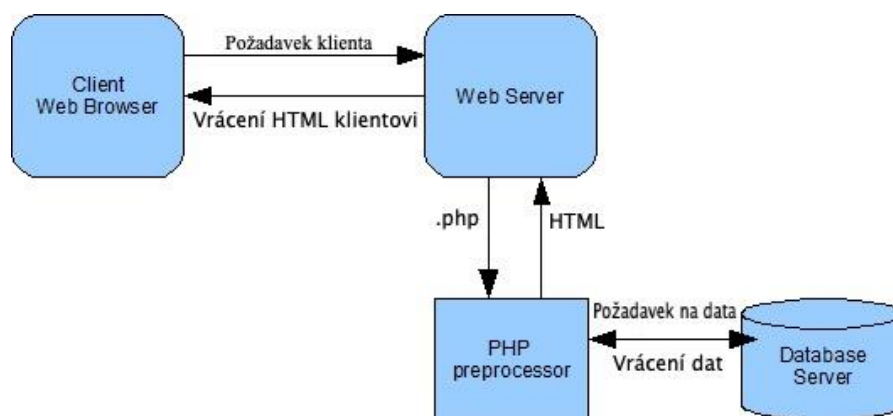 Client
Web Browser
Požadavek klienta
Vrácení HTML klientovi
Web Server
.php
HTML
PHP
preprocessor
Požadavek na data
Vrácení dat
Database
Server